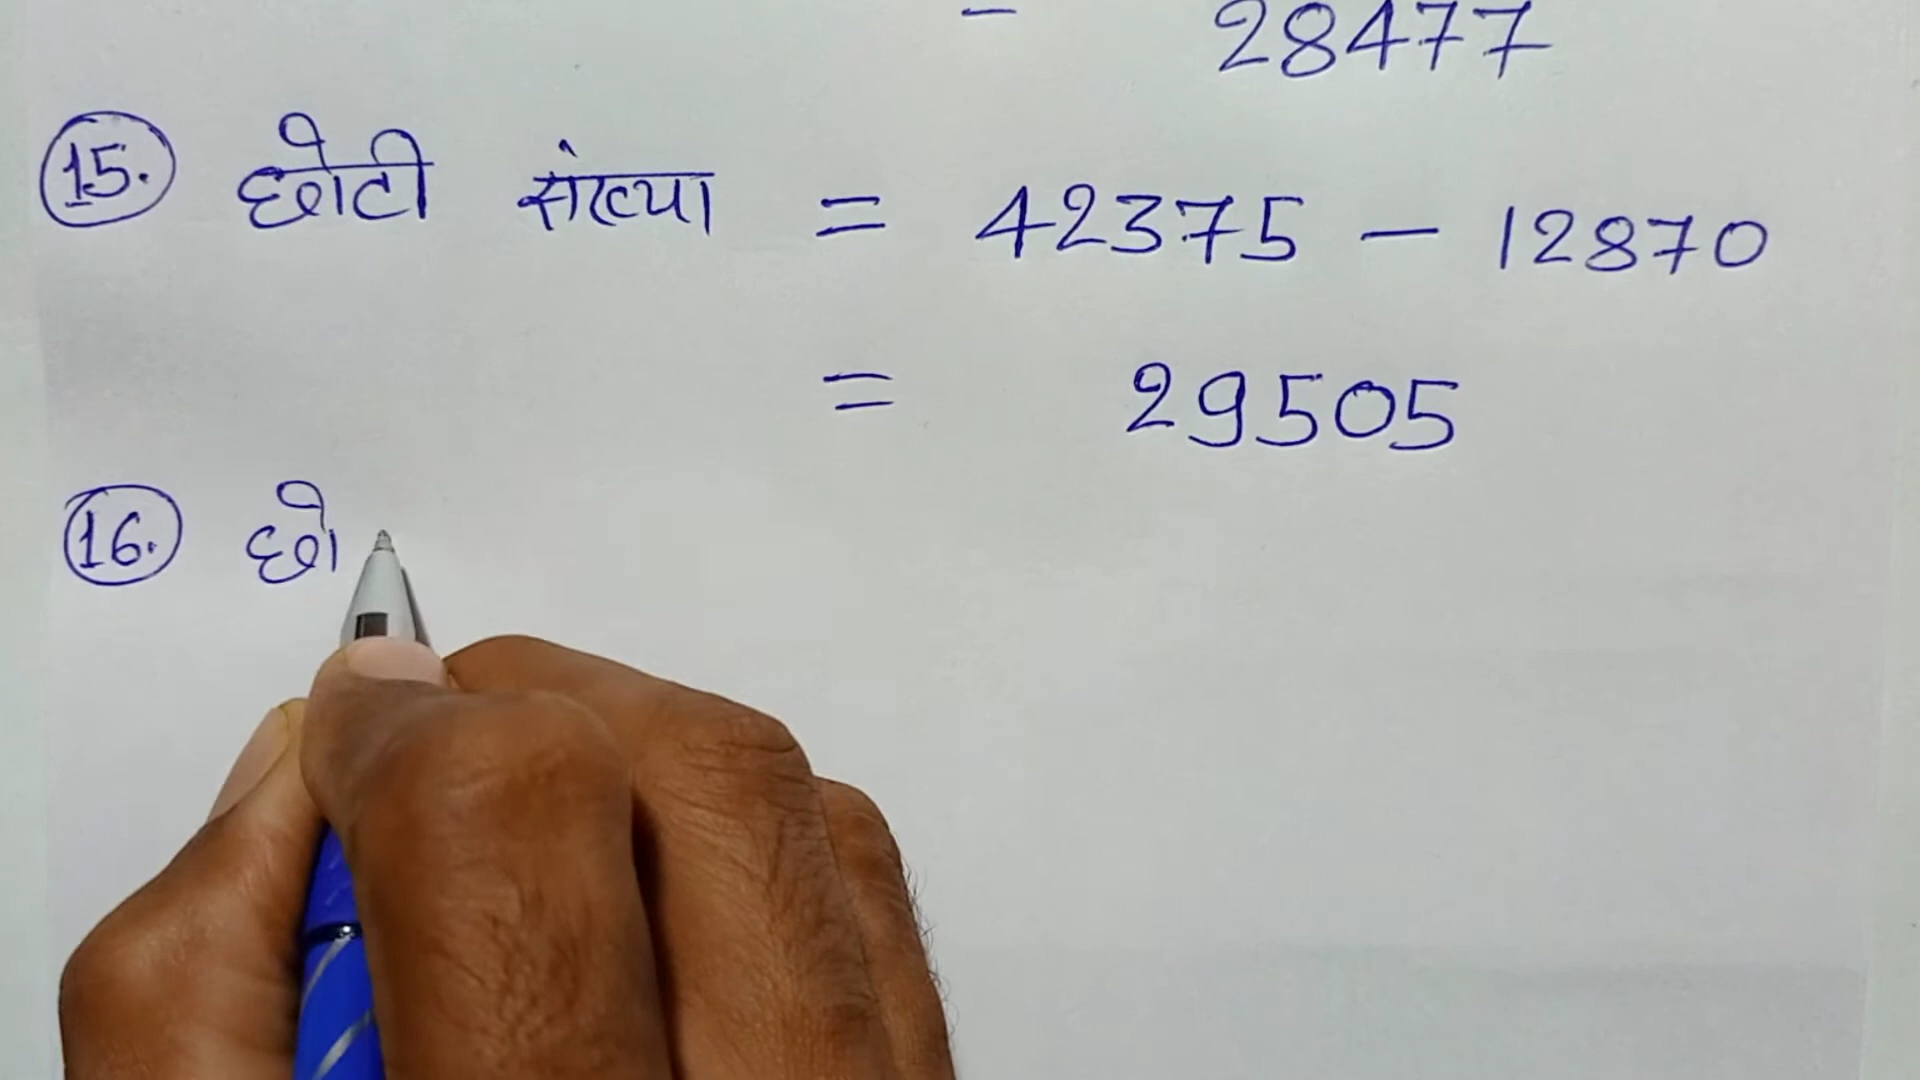 = 28477
15. छोटी संख्या = 42375 - 12870
= 29505
16. छो